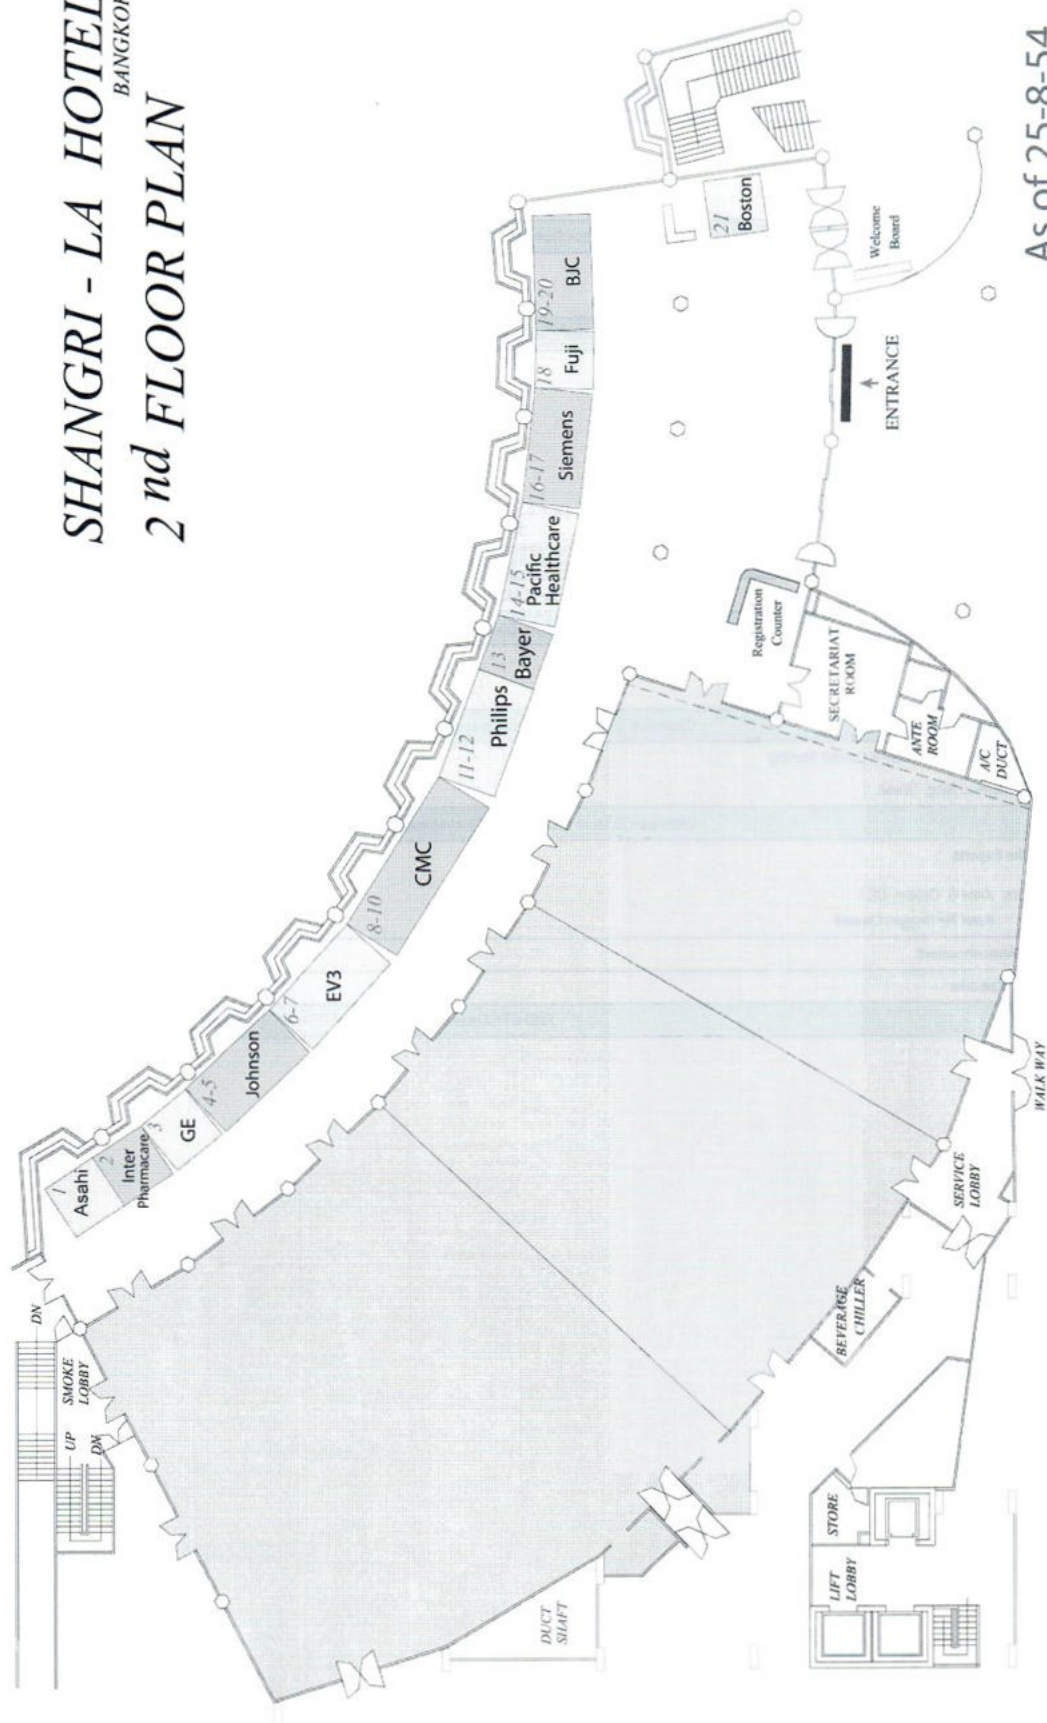 SHANGRI - LA HOTEL
BANGKOK
2 nd FLOOR PLAN
As of 25-8-54
1
Asahi
2
Inter
Pharmacare
3
GE
4-5
Johnson
6-7
EV3
8-10
CMC
11-12
Philips
13
Bayer
14-15
Pacific
Healthcare
16-17
Siemens
18
Fuji
19-20
BJC
21
Boston
Welcome
Board
ENTRANCE
Registration
Counter
SECRETARIAT
ROOM
ANTE
ROOM
A/C
DUCT
WALK WAY
SERVICE
LOBBY
BEVERAGE
CHILLER
STORE
LIFT
LOBBY
DUCT
SHAFT
SMOKE
LOBBY
UP
DN
DN